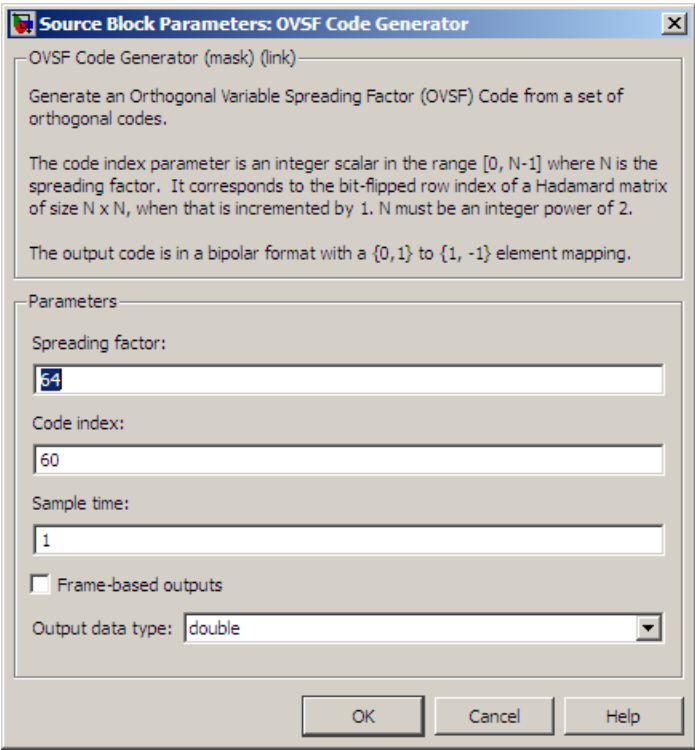 Source Block Parameters: OVSF Code Generator
OVSF Code Generator (mask) (link)
Generate an Orthogonal Variable Spreading Factor (OVSF) Code from a set of
orthogonal codes.
The code index parameter is an integer scalar in the range [0, N-1] where N is the
spreading factor.  It corresponds to the bit-flipped row index of a Hadamard matrix
of size N x N, when that is incremented by 1. N must be an integer power of 2.
The output code is in a bipolar format with a {0,1} to {1, -1} element mapping.
Parameters
Spreading factor:
64
Code index:
60
Sample time:
1
Frame-based outputs
Output data type: double
OK Cancel Help